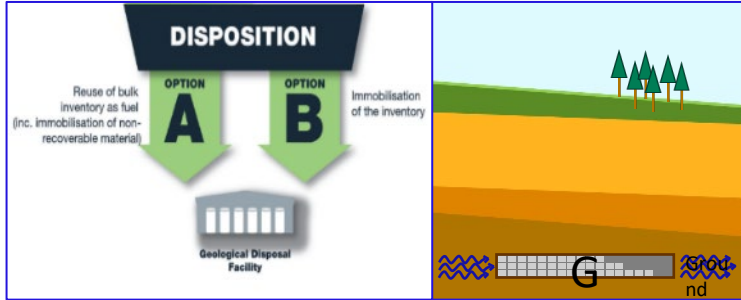 DISPOSITION
OPTION
A
Reuse of bulk
inventory as fuel
(inc. immobilisation of non-
recoverable material)
OPTION
B
Immobilisation
of the inventory
Geological Disposal
Facility
G
Grou
nd